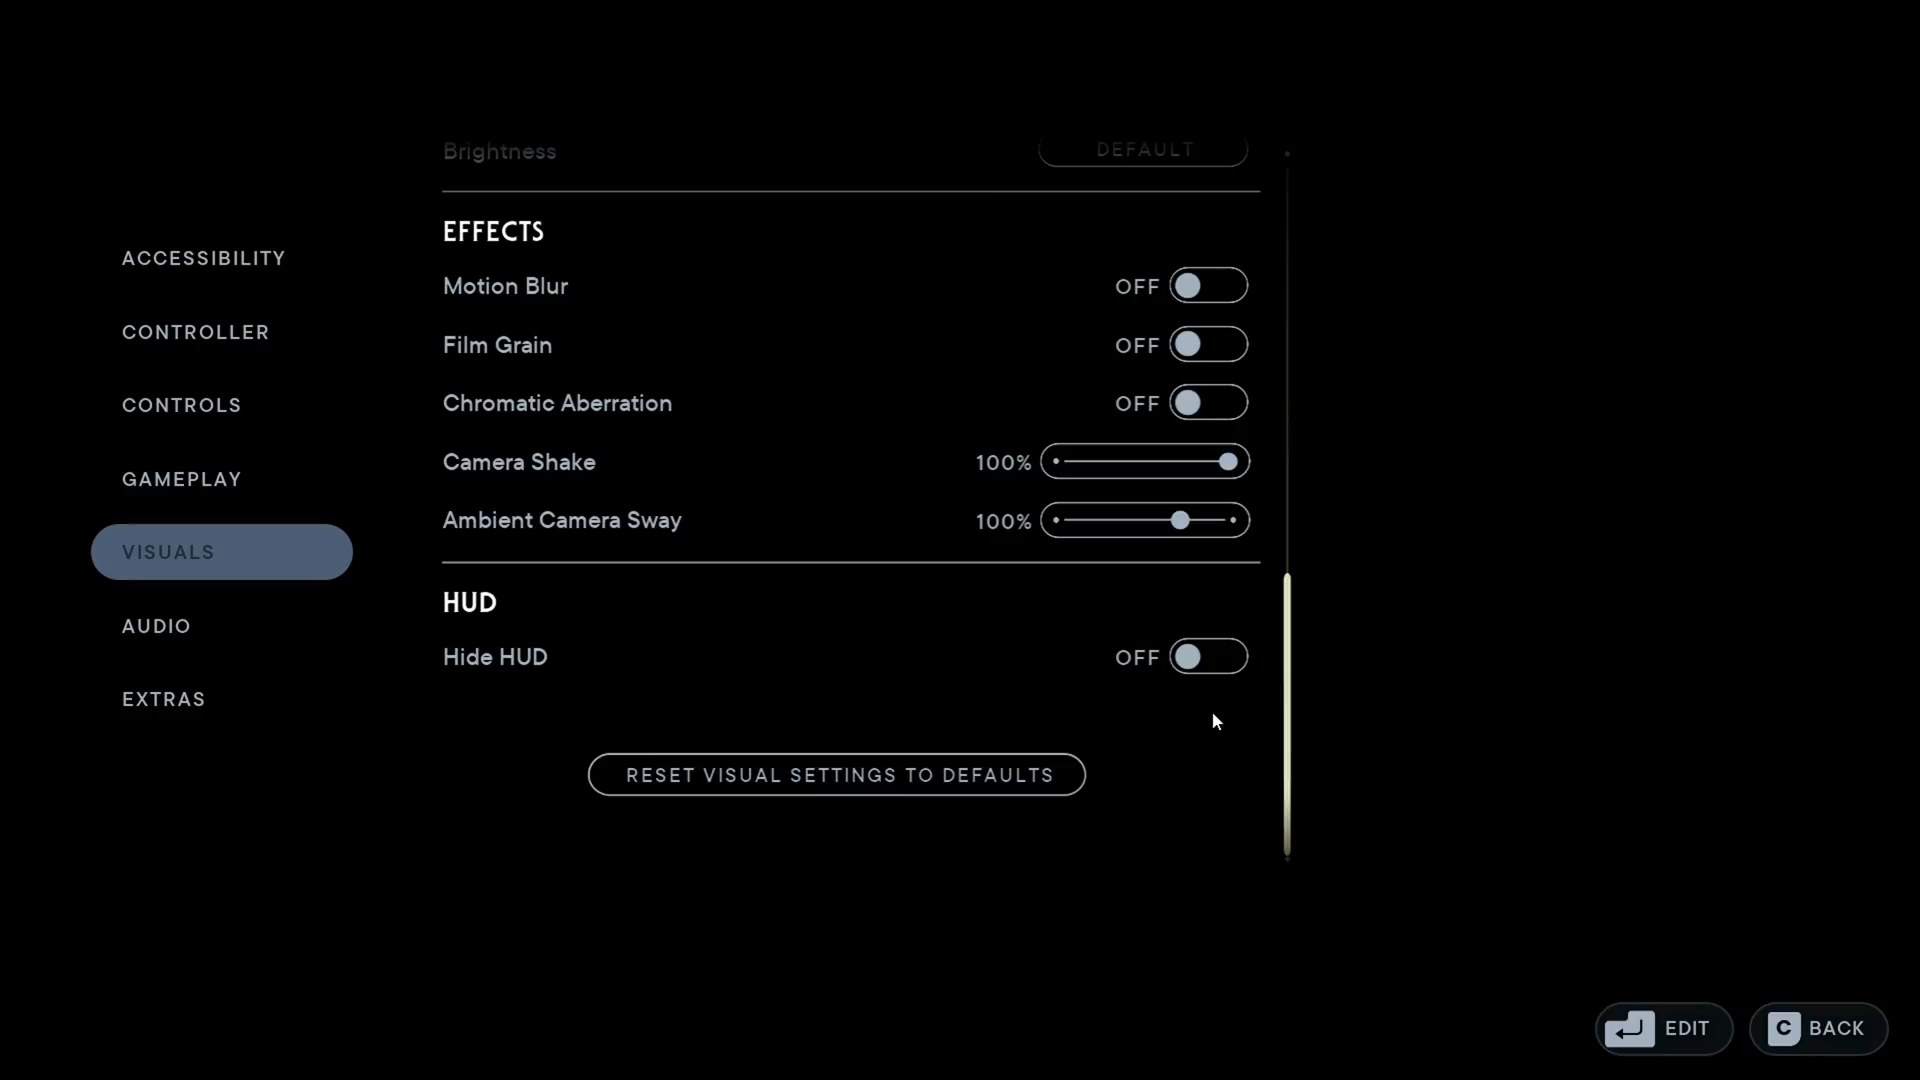 Brightness
DEFAULT
EFFECTS
ACCESSIBILITY
Motion Blur
OFF
CONTROLLER
Film Grain
OFF
CONTROLS
Chromatic Aberration
OFF
GAMEPLAY
Camera Shake
100%
VISUALS
Ambient Camera Sway
100%
HUD
AUDIO
Hide HUD
OFF
EXTRAS
RESET VISUAL SETTINGS TO DEFAULTS
EDIT
C BACK